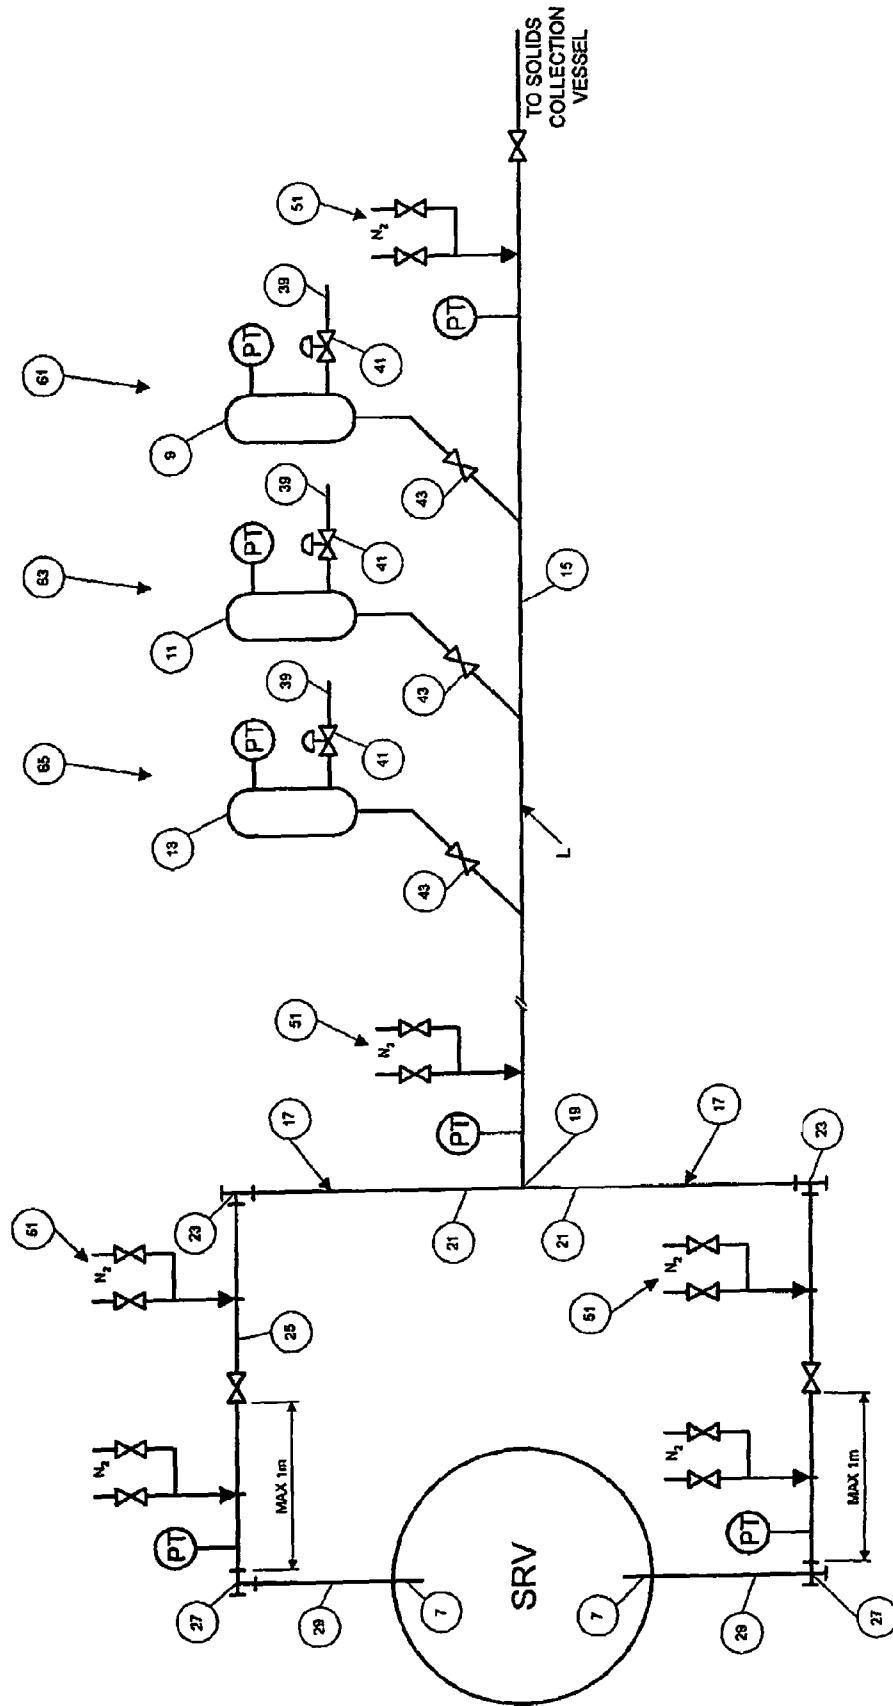 TO SOLIDS
COLLECTION
VESSEL
51
N₂
39
PT
PT
61
41
9
43
39
PT
63
41
15
11
43
39
65
PT
41
13
L
43
51
N₂
PT
19
17
17
23
23
51
N₂
21
21
N₂
51
25
N₂
N₂
MAX 1m
MAX 1m
PT
PT
SRV
27
29
7
7
29
27